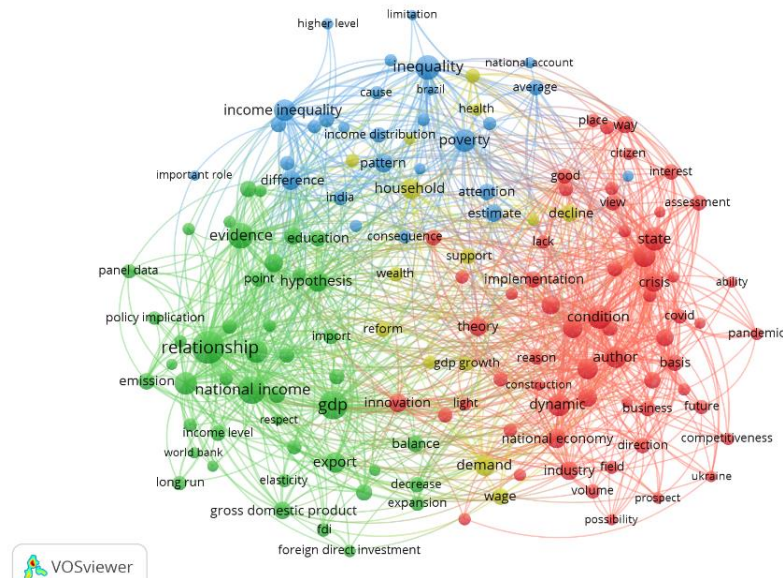 limitation
higher level
inequality
national account
cause
brazil
average
health
income inequality
place
way
income distribution
poverty
citizen
pattern
good
interest
important role
difference
household
india
attention
view
assessment
estimate
decline
evidence
education
consequence
lack
state
support
panel data
point
hypothesis
wealth
implementation
crisis
ability
policy implication
condition
covid
import
reform
theory
pandemic
relationship
gdp growth
reason
author
basis
emission
national income
construction
gdp
innovation
light
dynamic
business
future
respect
income level
balance
national economy
direction
competitiveness
world bank
export
demand
industry
field
long run
elasticity
decrease
ukraine
expansion
wage
volume
prospect
gross domestic product
possibility
fdi
foreign direct investment
VOSviewer